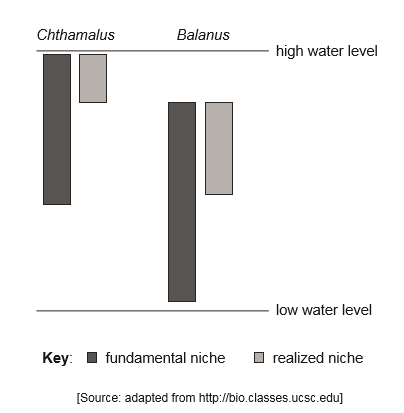 Chthamalus Balanus
high water level
low water level
Key: fundamental niche realized niche
[Source: adapted from http://bio.classes.ucsc.edu]